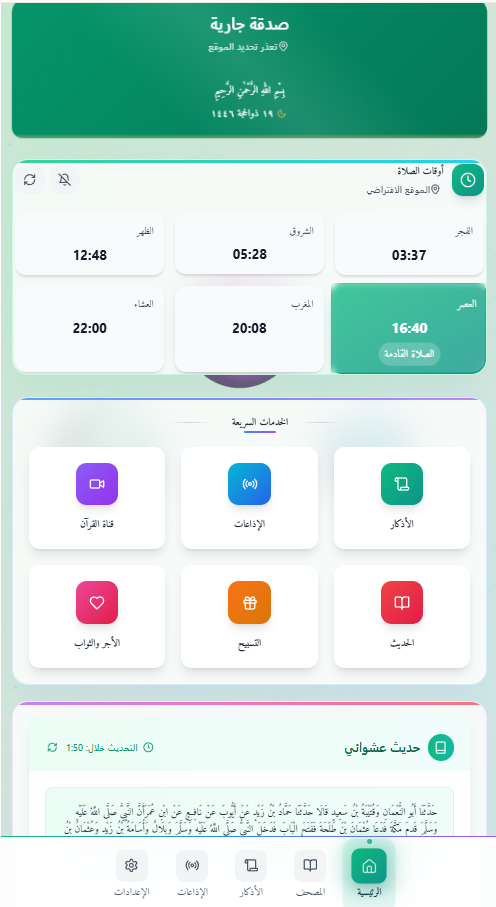 صدقة جارية
تعذر تحديد الموقع
بِسْمِ اللهِ الرَّحْمَٰنِ الرَّحِيمِ
١٩ ذو الحجة ١٤٤٦
أوقات الصلاة
الموقع الافتراضي
الفجر
03:37
الشروق
05:28
الظهر
12:48
العصر
16:40
الصلاة القادمة
المغرب
20:08
العشاء
22:00
الخدمات السريعة
الأذكار
الإذاعات
قناة القرآن
الحديث
التسبيح
الأجر والثواب
حديث عشوائي
التحديث خلال: 1:50
حَدَّثَنَا أَبُو النُّعْمَانِ وَقُتَيْبَةُ بْنُ سَعِيدٍ قَالَا حَدَّثَنَا حَمَّادُ بْنُ زَيْدٍ عَنْ أَيُّوبَ عَنْ نَافِعٍ عَنْ ابْنِ عُمَرَأَنَّ النَّبِيَّ صَلَّى اللَّهُ عَلَيْهِ
وَسَلَّمَ قَدِمَ مَكَّةَ فَدَعَا عُثْمَانَ بْنَ طَلْحَةَ فَفَتَحَ الْبَابَ فَدَخَلَ النَّبِيُّ صَلَّى اللَّهُ عَلَيْهِ وَسَلَّمَ وَبِلَالٌ وَأُسَامَةُ بْنُ زَيْدٍ وَعُثْمَانُ بْنُ
الرئيسية
المصحف
الأذكار
الإذاعات
الإعدادات